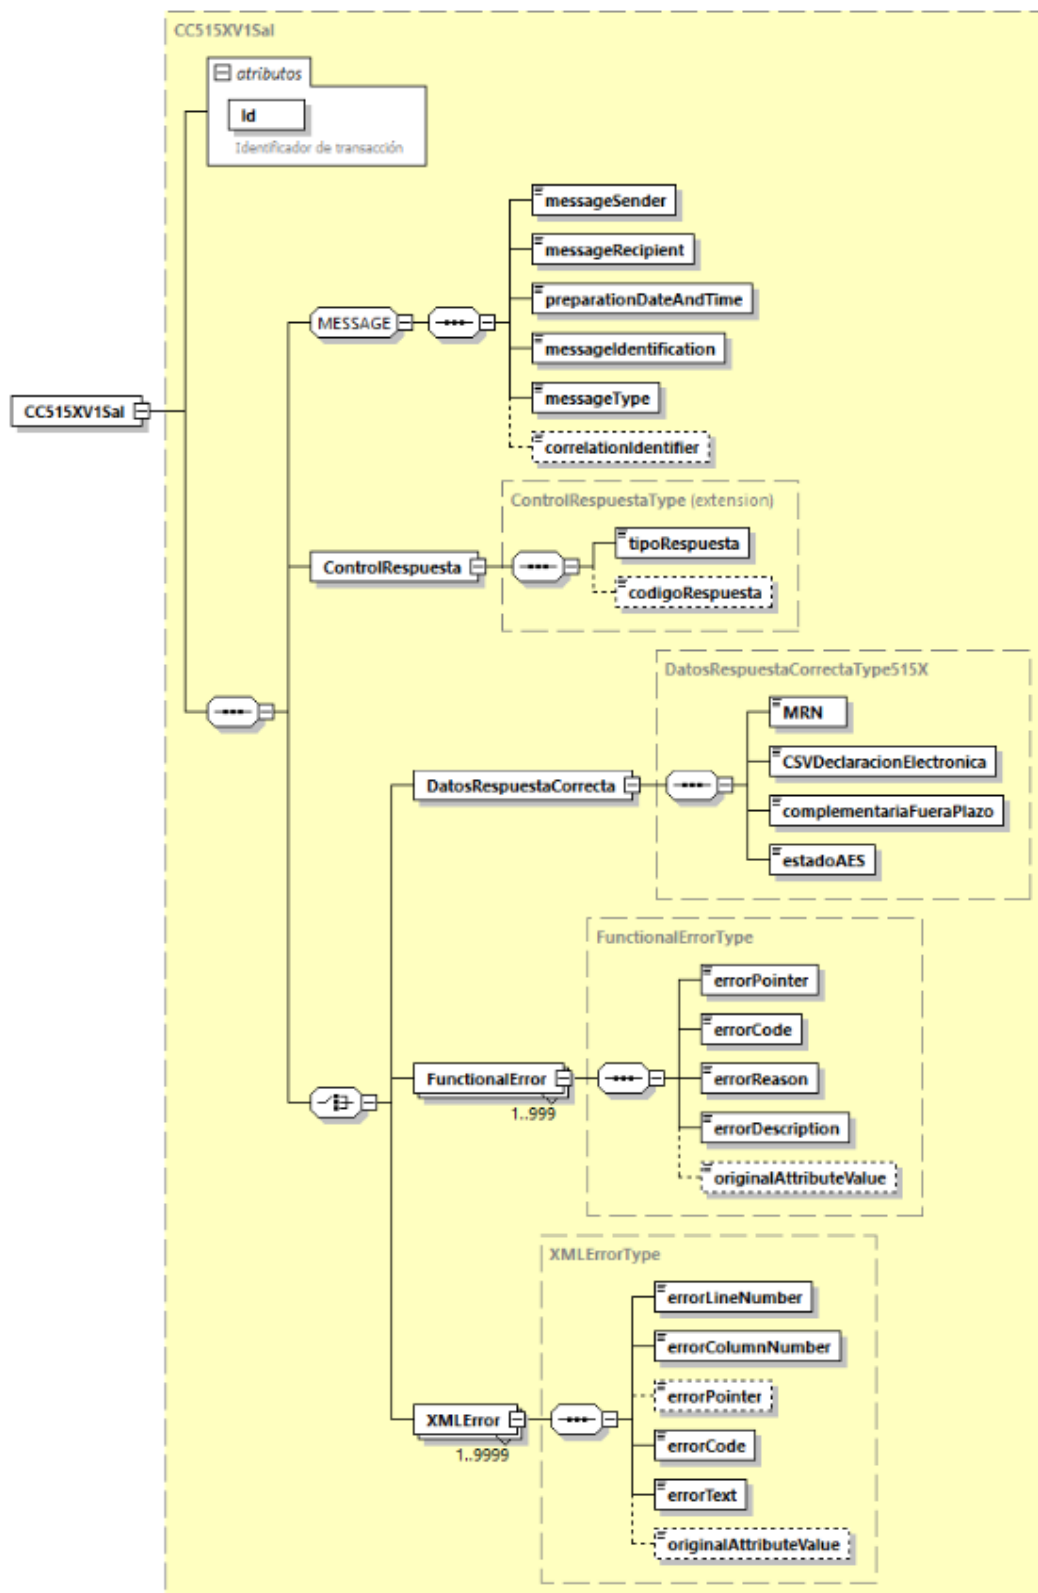 CC515XV1Sal
atributos
Id
Identificador de transacción
messageSender
messageRecipient
preparationDateAndTime
MESSAGE
messageIdentification
messageType
CC515XV1Sal
correlationIdentifier
ControlRespuestaType (extension)
tipoRespuesta
ControlRespuesta
codigoRespuesta
DatosRespuestaCorrectaType515X
MRN
CSVDeclaracionElectronica
DatosRespuestaCorrecta
complementariaFueraPlazo
estadoAES
FunctionalErrorType
errorPointer
errorCode
FunctionalError
errorReason
1..999
errorDescription
originalAttributeValue
XMLErrorType
errorLineNumber
errorColumnNumber
errorPointer
XMLError
errorCode
1..9999
errorText
originalAttributeValue